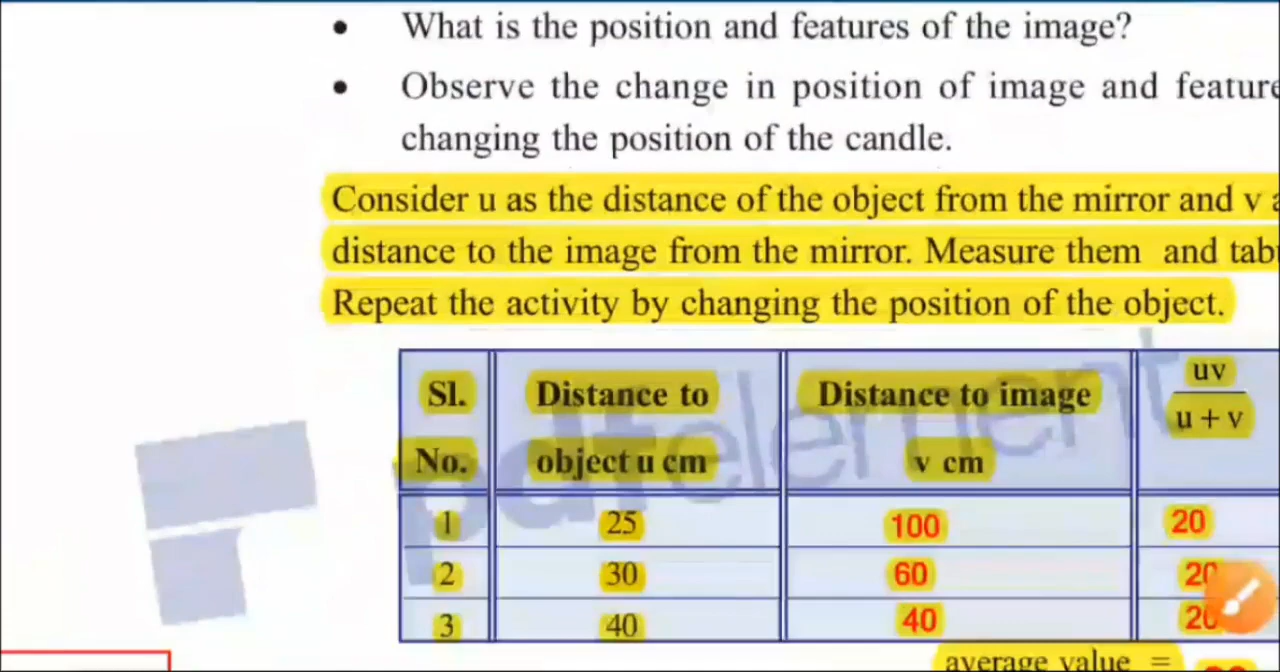 • What is the position and features of the image?
• Observe the change in position of image and feature
changing the position of the candle.
Consider u as the distance of the object from the mirror and v
distance to the image from the mirror. Measure them and tab
Repeat the activity by changing the position of the object.
Sl. No. Distance to object u cm Distance to image v cm uv / u + v
1 25 100 20
2 30 60 20
3 40 40 20
average value =
pdfelement